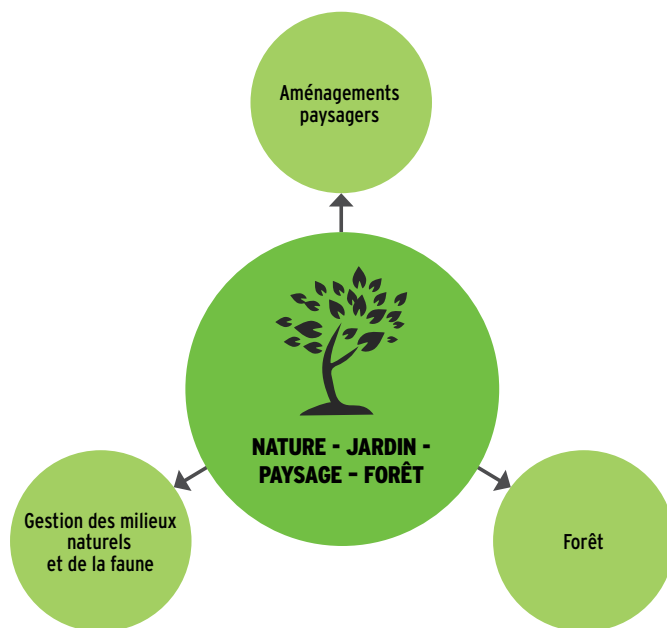 Aménagements
paysagers
NATURE - JARDIN -
PAYSAGE - FORÊT
Gestion des milieux
naturels
et de la faune
Forêt